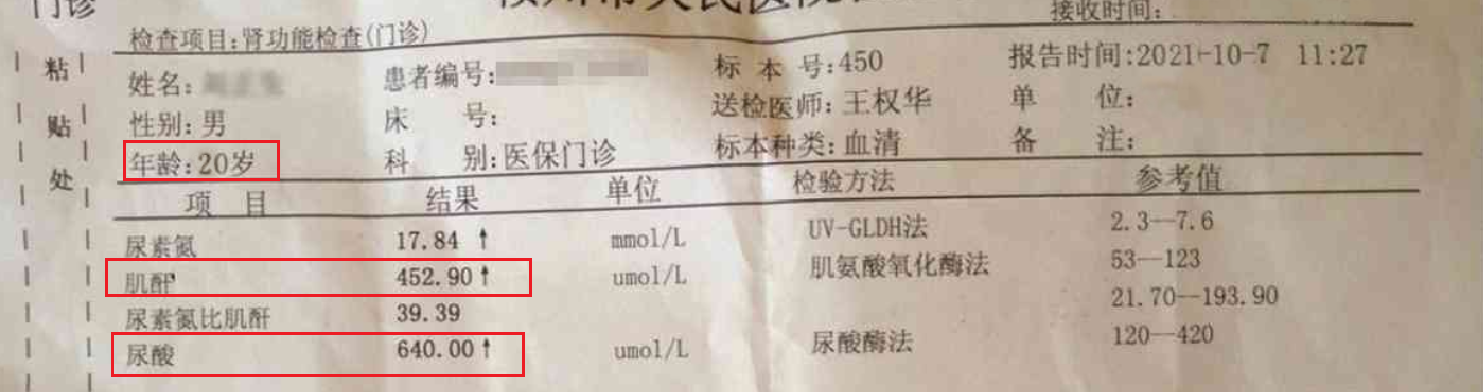 门诊
市人民医院
接收时间:
检查项目:肾功能检查(门诊)
姓名: 患者编号: 标本号:450 报告时间:2021-10-7 11:27
性别:男 床号: 送检医师:王权华 单位:
年龄:20岁 科别:医保门诊 标本种类:血清 备注:
粘贴处
项目 结果 单位 检验方法 参考值
尿素氮 17.84 ↑ mmol/L UV-GLDH法 2.3—7.6
肌酐 452.90 ↑ umol/L 肌氨酸氧化酶法 53—123
尿素氮比肌酐 39.39 21.70—193.90
尿酸 640.00 ↑ umol/L 尿酸酶法 120—420